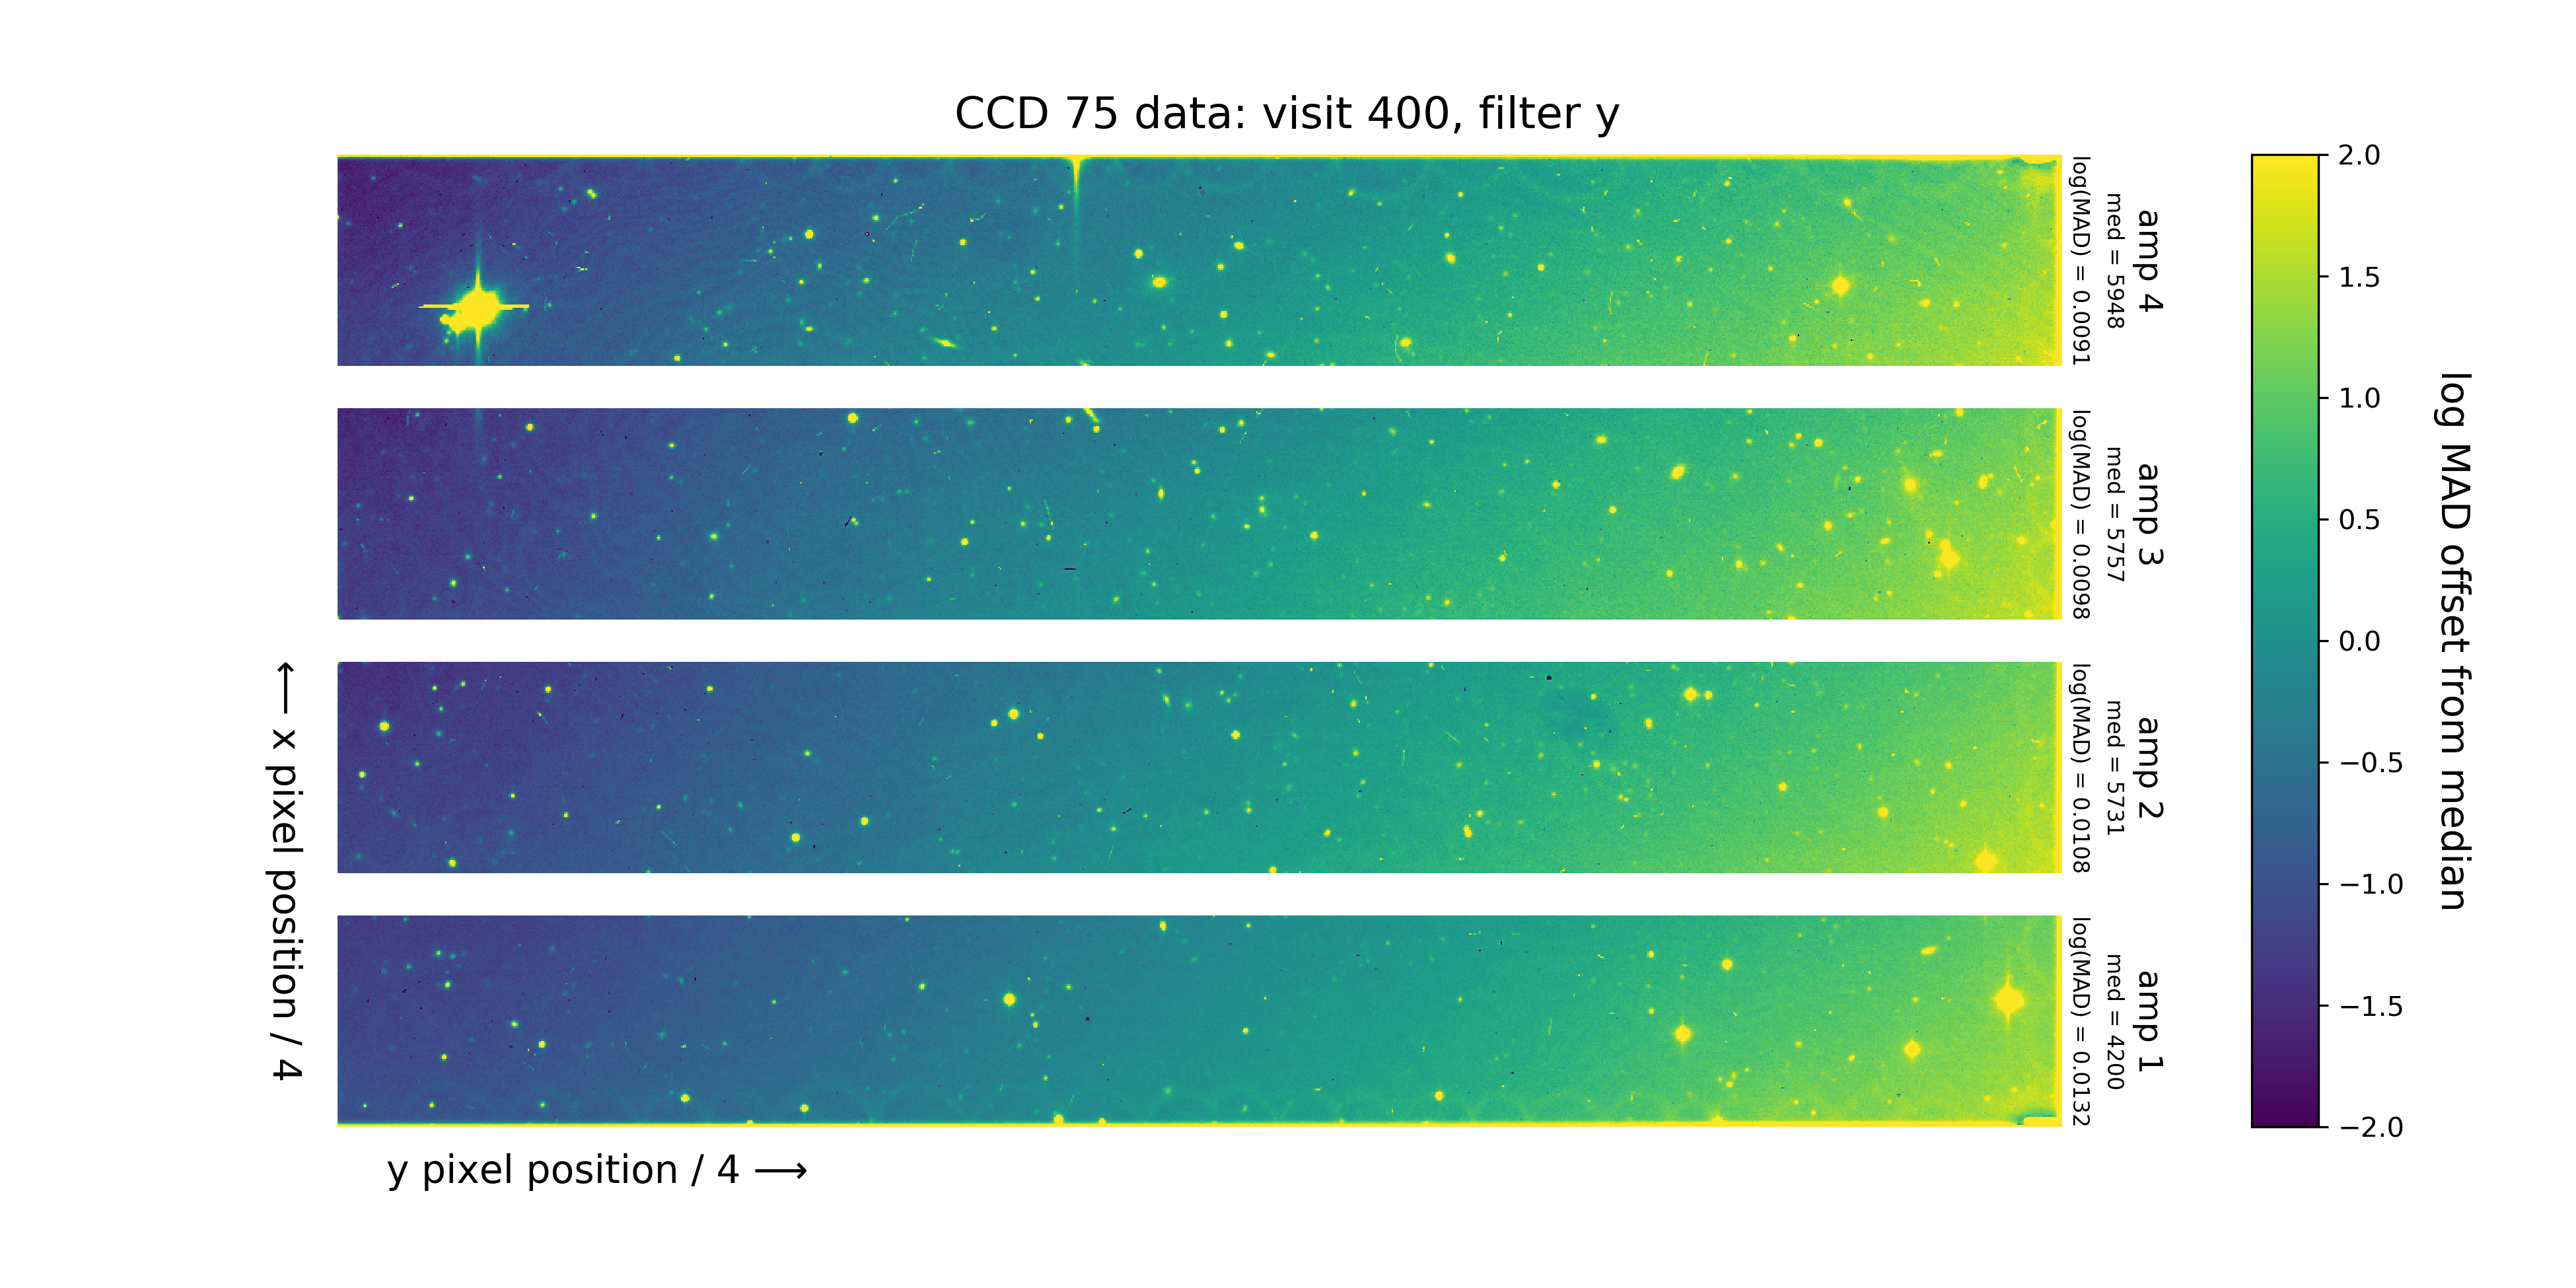 CCD 75 data: visit 400, filter y
amp 4
med = 5948
log(MAD) = 0.0091
amp 3
med = 5757
log(MAD) = 0.0098
amp 2
med = 5731
log(MAD) = 0.0108
amp 1
med = 4200
log(MAD) = 0.0132
⟵ x pixel position / 4
y pixel position / 4 ⟶
2.0
1.5
1.0
0.5
0.0
−0.5
−1.0
−1.5
−2.0
log MAD offset from median